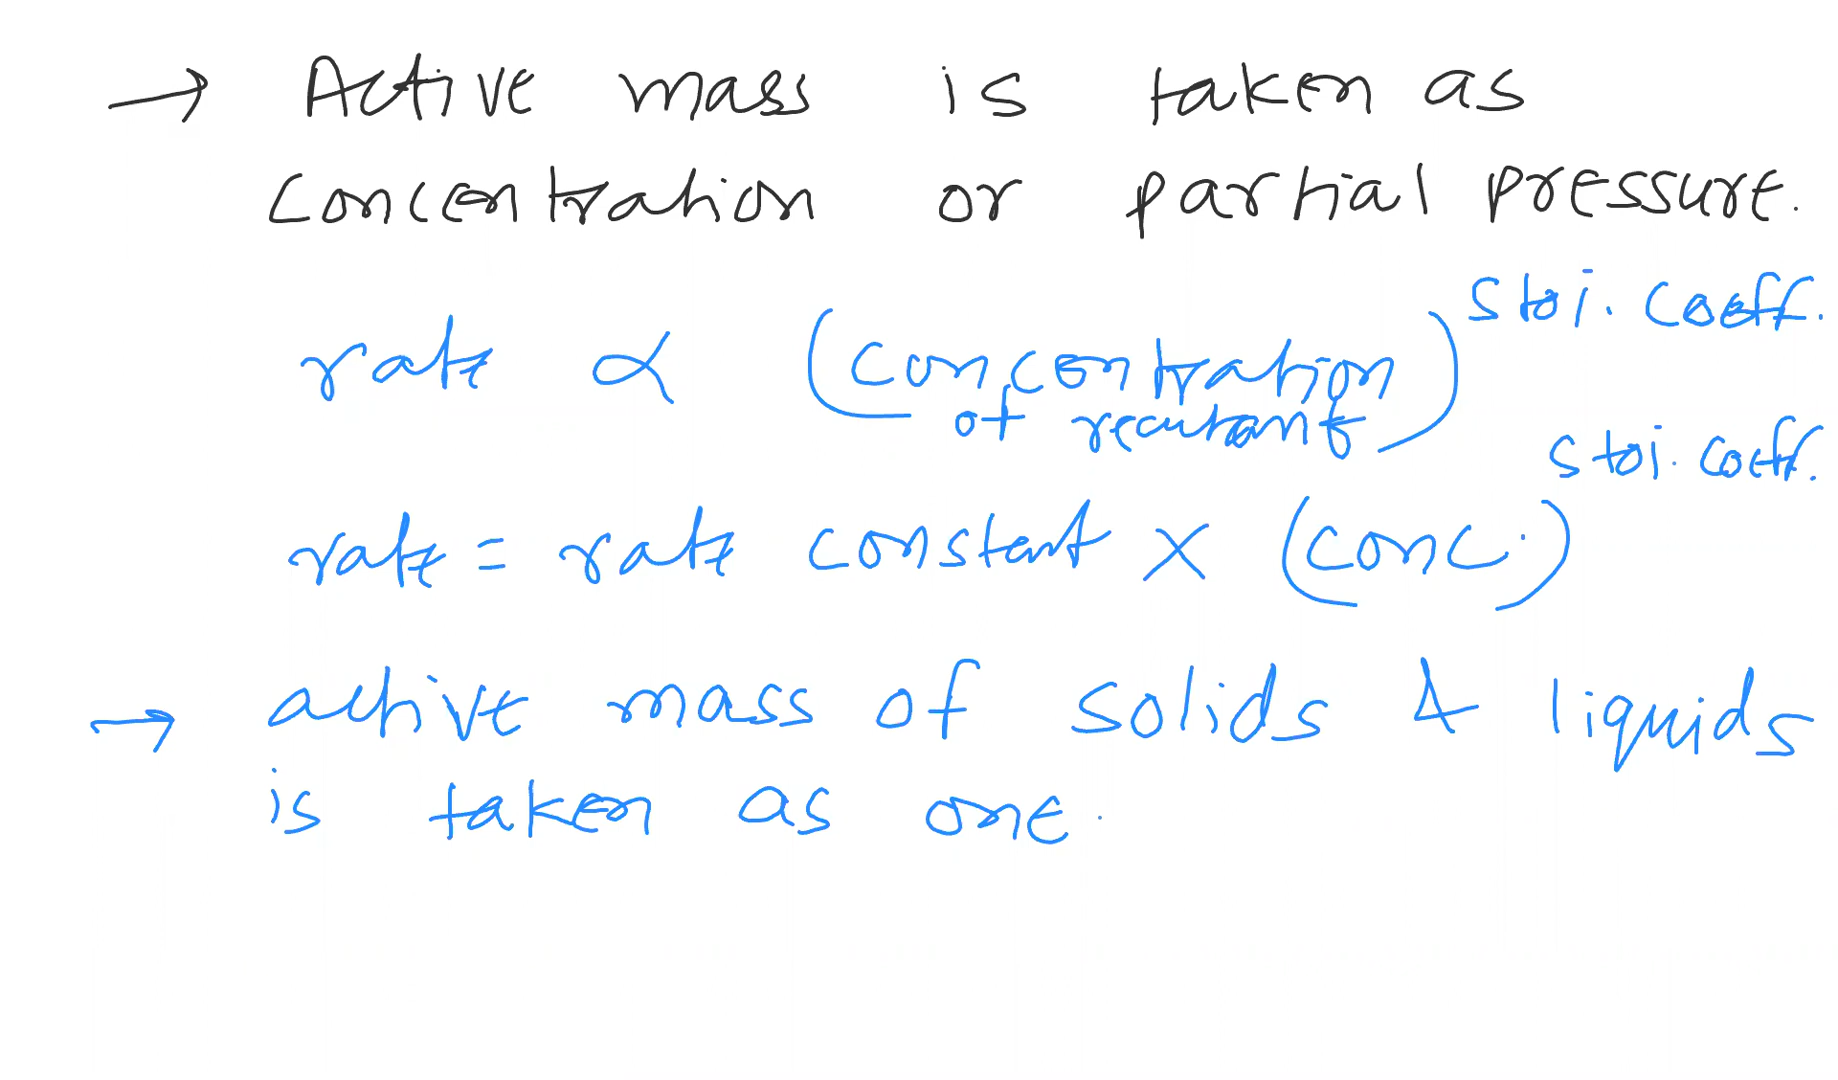 → Active mass is taken as
concentration or partial pressure.
rate ∝ (concentration of recutant) stoi. coeff.
rate = rate constant × (conc.) stoi. coeff.
→ active mass of solids & liquids
is taken as one.